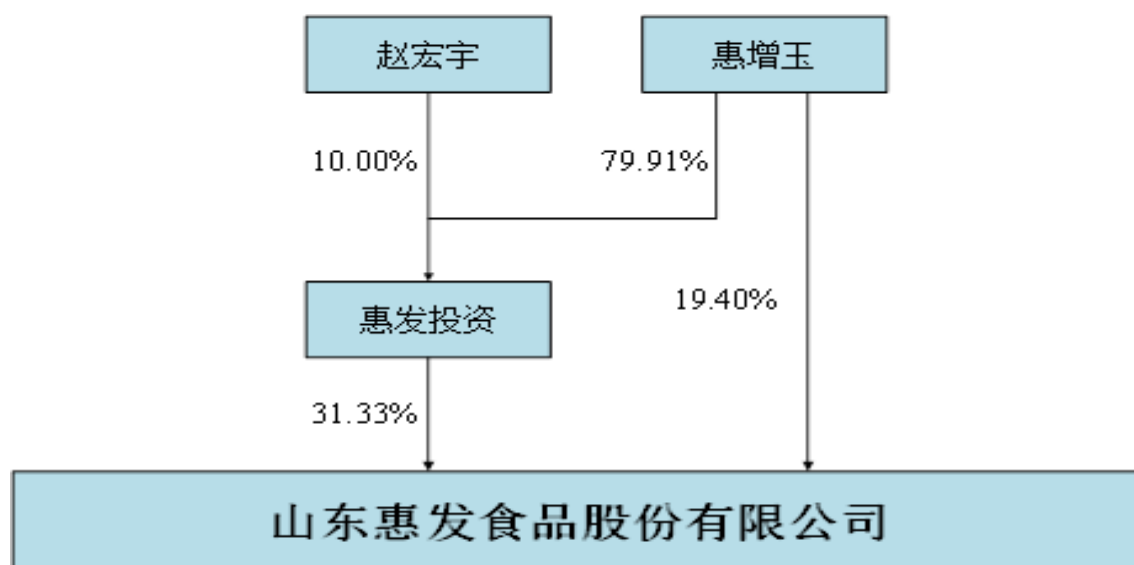 赵宏宇
惠增玉
10.00%
79.91%
惠发投资
19.40%
31.33%
山东惠发食品股份有限公司